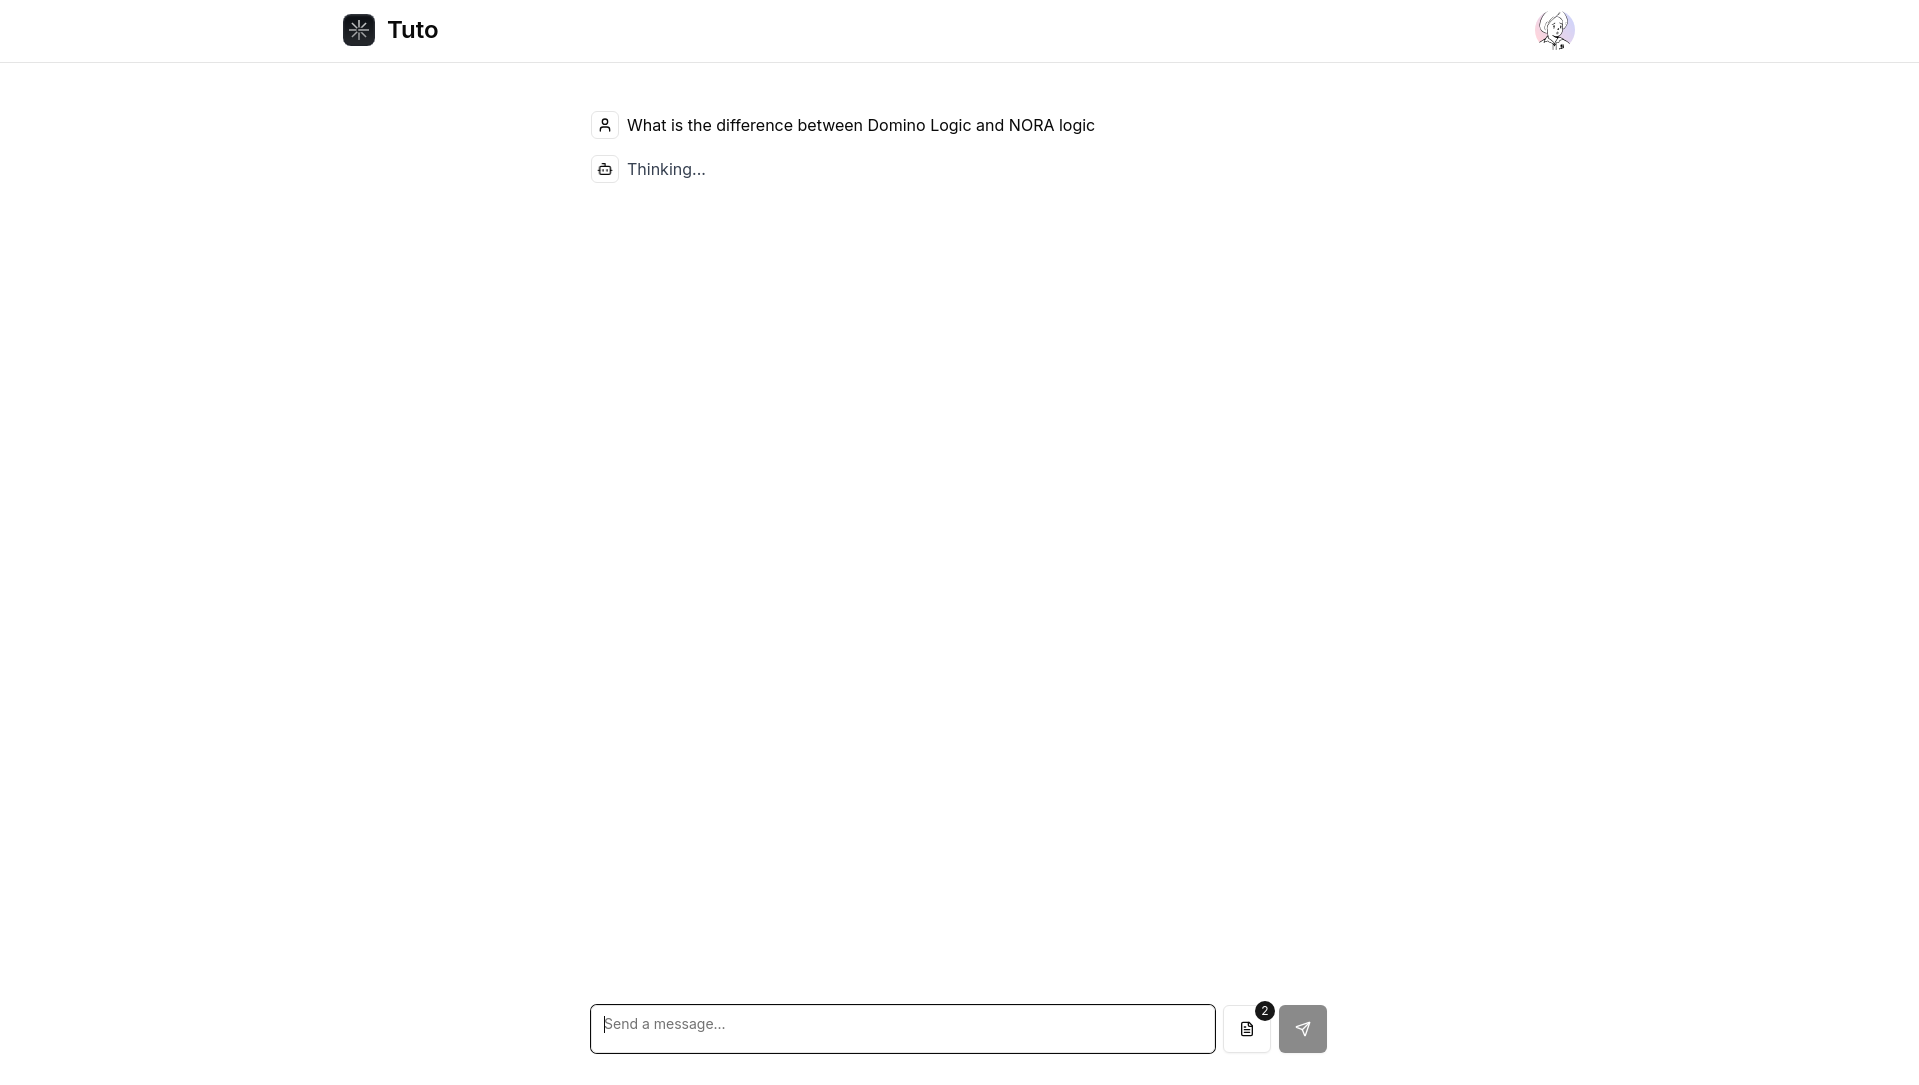 Tuto
What is the difference between Domino Logic and NORA logic
Thinking...
Send a message...
2